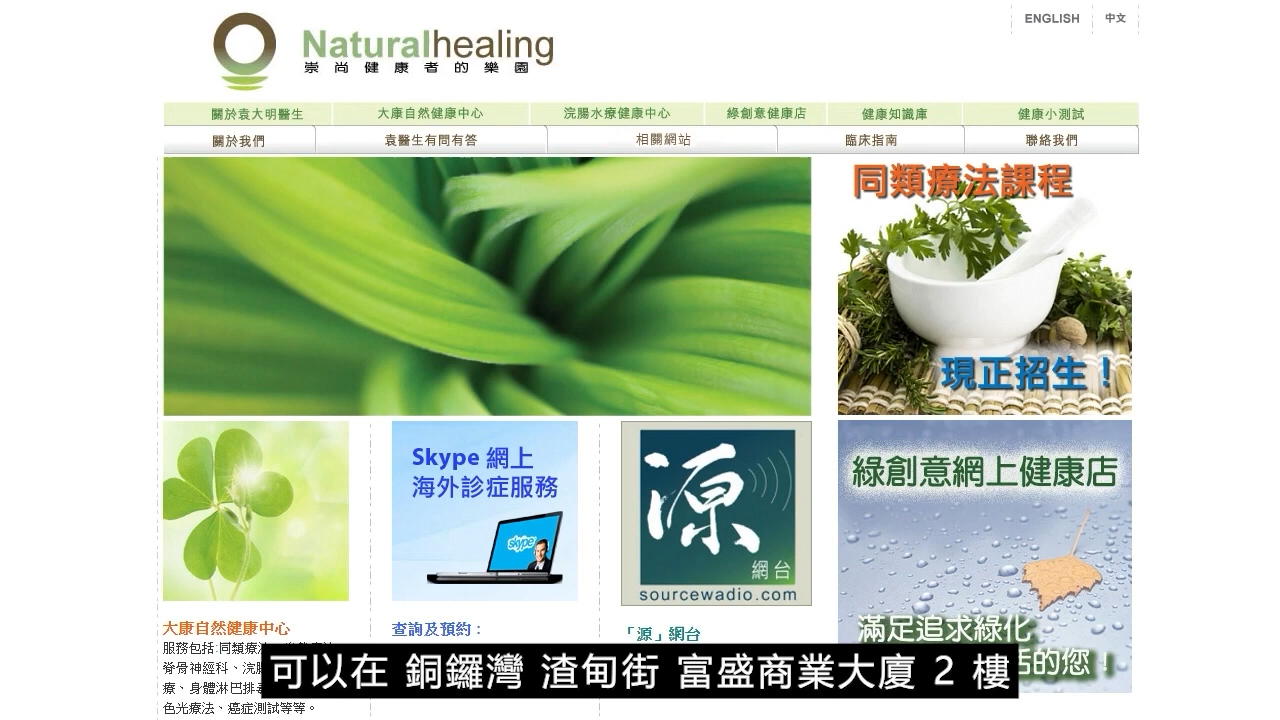 ENGLISH
中文
Naturalhealing
崇尚健康者的樂園
關於袁大明醫生
大康自然健康中心
浣腸水療健康中心
綠創意健康店
健康知識庫
健康小測試
關於我們
袁醫生有問有答
相關網站
臨床指南
聯絡我們
同類療法課程
現正招生！
Skype 網上
海外診症服務
skype
源
網台
sourcewadio.com
綠創意網上健康店
滿足追求綠化
活的您！
大康自然健康中心
服務包括:同類療法
脊骨神經科、浣腸
療、身體淋巴排毒
色光療法、癌症測試等等。
查詢及預約：
「源」網台
可以在 銅鑼灣 渣甸街 富盛商業大廈 2 樓